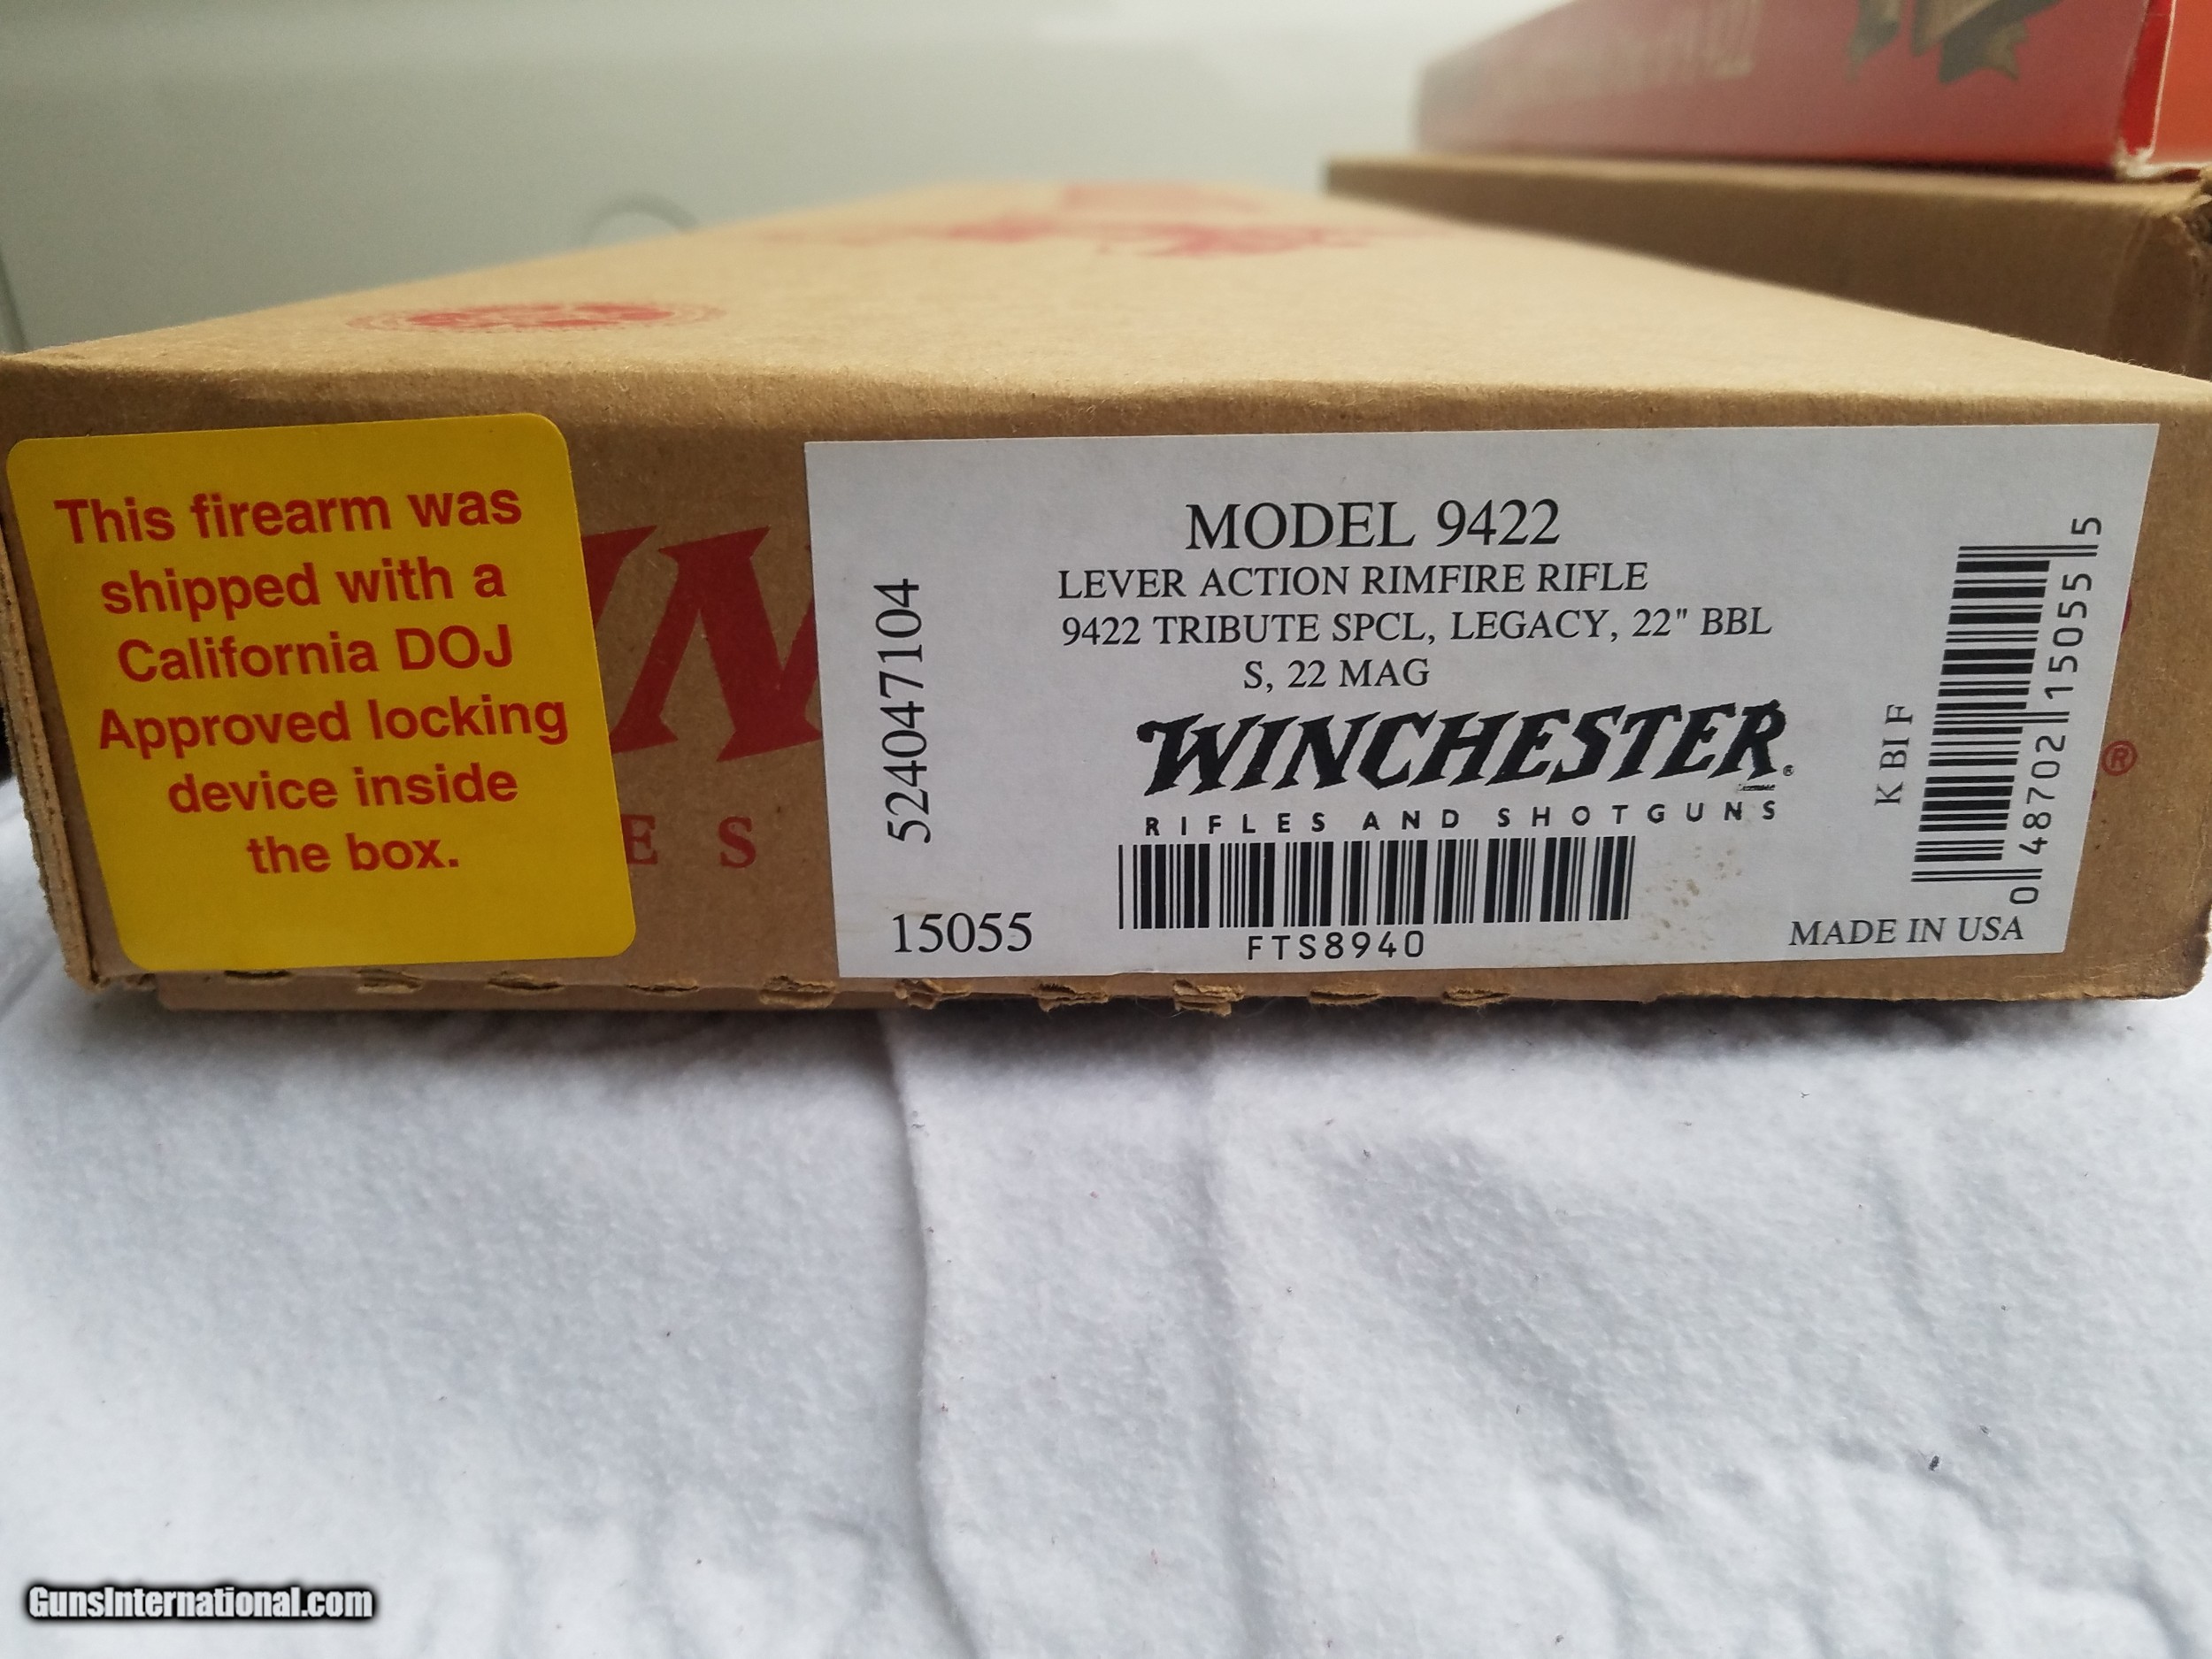 This firearm was
shipped with a
California DOJ
Approved locking
device inside
the box.
E S
5240471104
MODEL 9422
LEVER ACTION RIMFIRE RIFLE
9422 TRIBUTE SPCL, LEGACY, 22" BBL
S, 22 MAG
WINCHESTER®
RIFLES AND SHOTGUNS
15055
FTS8940
K BI F
0 48702 15055 5
MADE IN USA
®
GunsInternational.com